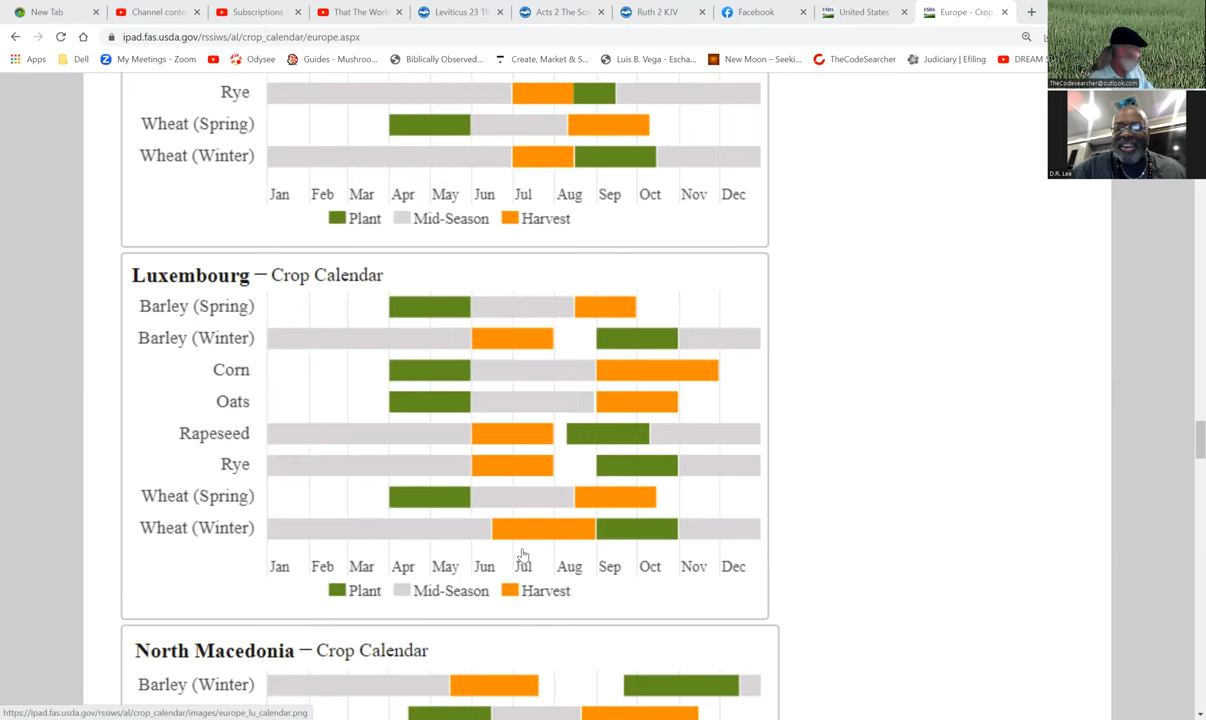 New Tab
Channel conte
Subscriptions
That The Work
Leviticus 23 Th
Acts 2 The Scri
Ruth 2 KJV
Facebook
United States
Europe - Crop
ipad.fas.usda.gov/rssiws/al/crop_calendar/europe.aspx
Apps
Dell
My Meetings - Zoom
Odysee
Guides - Mushroo...
Biblically Observed...
Create, Market & S...
Luis B. Vega - Escha...
New Moon – Seeki...
TheCodeSearcher
Judiciary | Efiling
DREAM S
TheCodesearcher@outlook.com
D.R. Lee
Rye
Wheat (Spring)
Wheat (Winter)
Jan Feb Mar Apr May Jun Jul Aug Sep Oct Nov Dec
Plant Mid-Season Harvest
Luxembourg – Crop Calendar
Barley (Spring)
Barley (Winter)
Corn
Oats
Rapeseed
Rye
Wheat (Spring)
Wheat (Winter)
Jan Feb Mar Apr May Jun Jul Aug Sep Oct Nov Dec
Plant Mid-Season Harvest
North Macedonia – Crop Calendar
Barley (Winter)
https://ipad.fas.usda.gov/rssiws/al/crop_calendar/images/europe_lu_calendar.png